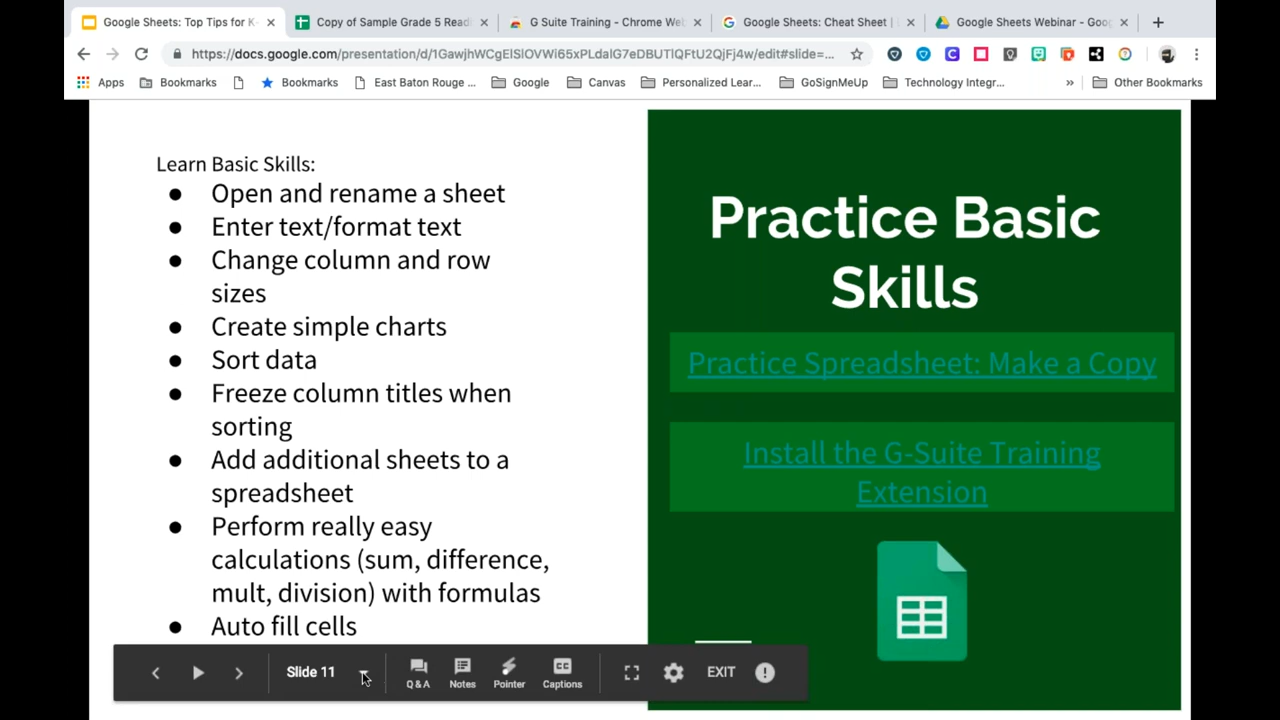 Google Sheets: Top Tips for K-
Copy of Sample Grade 5 Readi
G Suite Training - Chrome We
Google Sheets: Cheat Sheet |
Google Sheets Webinar - Goo
https://docs.google.com/presentation/d/1GawjhWCgElSlOVWi65xPLdalG7eDBUTlQFtU2QjFj4w/edit#slide=...
Apps
Bookmarks
Bookmarks
East Baton Rouge ...
Google
Canvas
Personalized Lear...
GoSignMeUp
Technology Integr...
»
Other Bookmarks
Learn Basic Skills:
● Open and rename a sheet
● Enter text/format text
● Change column and row
sizes
● Create simple charts
● Sort data
● Freeze column titles when
sorting
● Add additional sheets to a
spreadsheet
● Perform really easy
calculations (sum, difference,
mult, division) with formulas
● Auto fill cells
Practice Basic
Skills
Practice Spreadsheet: Make a Copy
Install the G-Suite Training
Extension
Slide 11
Q & A
Notes
Pointer
CC
Captions
EXIT